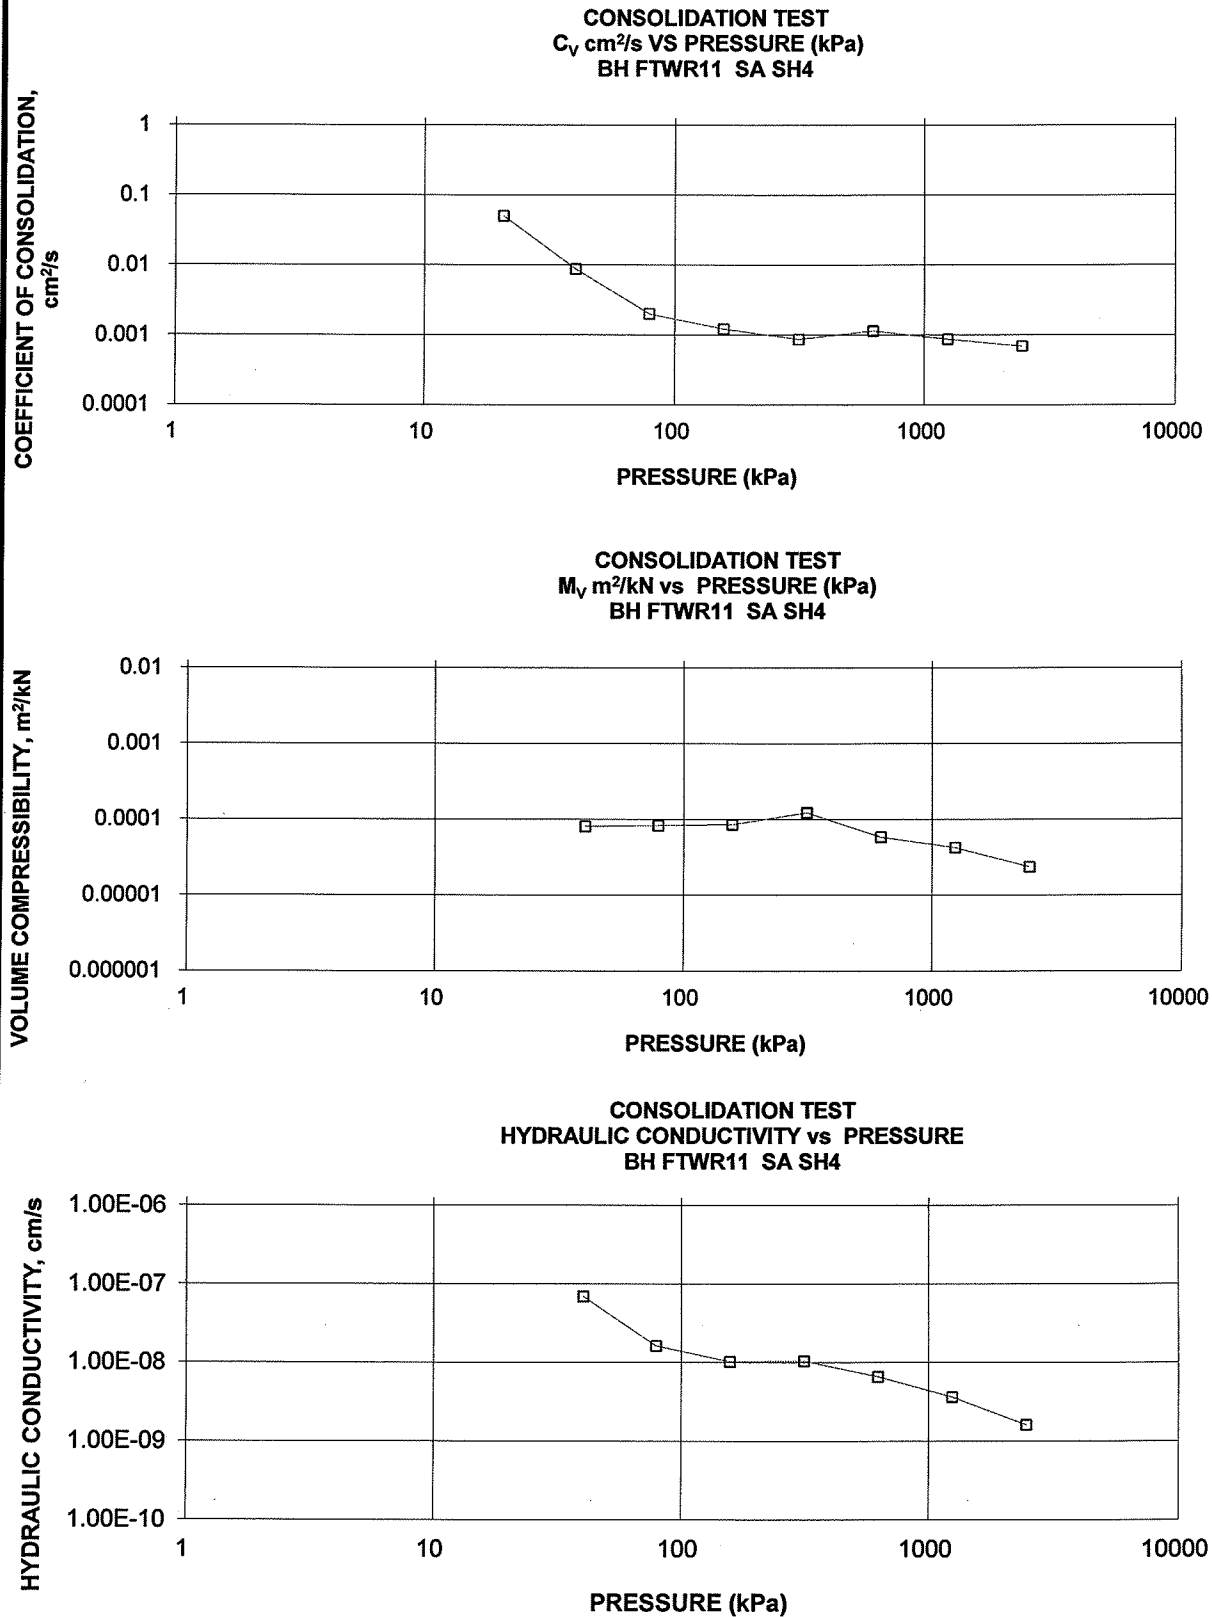 CONSOLIDATION TEST
Cv cm²/s VS PRESSURE (kPa)
BH FTWR11 SA SH4
COEFFICIENT OF CONSOLIDATION,
cm²/s
1
0.1
0.01
0.001
0.0001
1 10 100 1000 10000
PRESSURE (kPa)
CONSOLIDATION TEST
Mv m²/kN vs PRESSURE (kPa)
BH FTWR11 SA SH4
VOLUME COMPRESSIBILITY, m²/kN
0.01
0.001
0.0001
0.00001
0.000001
1 10 100 1000 10000
PRESSURE (kPa)
CONSOLIDATION TEST
HYDRAULIC CONDUCTIVITY vs PRESSURE
BH FTWR11 SA SH4
HYDRAULIC CONDUCTIVITY, cm/s
1.00E-06
1.00E-07
1.00E-08
1.00E-09
1.00E-10
1 10 100 1000 10000
PRESSURE (kPa)